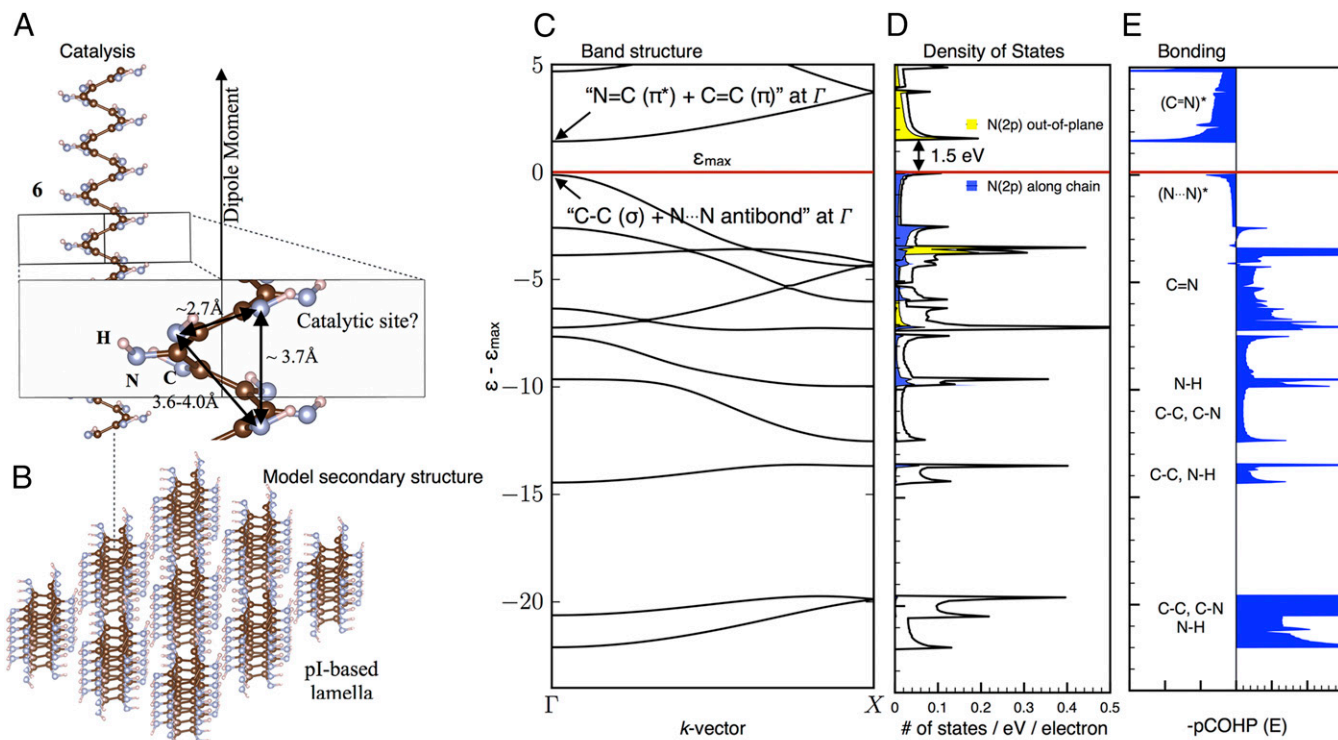 A
Catalysis
6
Dipole Moment
~2.7Å
Catalytic site?
H
N
C
~ 3.7Å
3.6-4.0Å
B
Model secondary structure
pI-based
lamella
C
Band structure
"N=C (π*) + C=C (π)" at Γ
εmax
"C-C (σ) + N···N antibond" at Γ
ε - εmax
5
0
−5
−10
−15
−20
Γ
X
k-vector
D
Density of States
N(2p) out-of-plane
1.5 eV
N(2p) along chain
0 0.1 0.2 0.3 0.4 0.5
# of states / eV / electron
E
Bonding
(C=N)*
(N···N)*
C=N
N-H
C-C, C-N
C-C, N-H
C-C, C-N
N-H
-pCOHP (E)